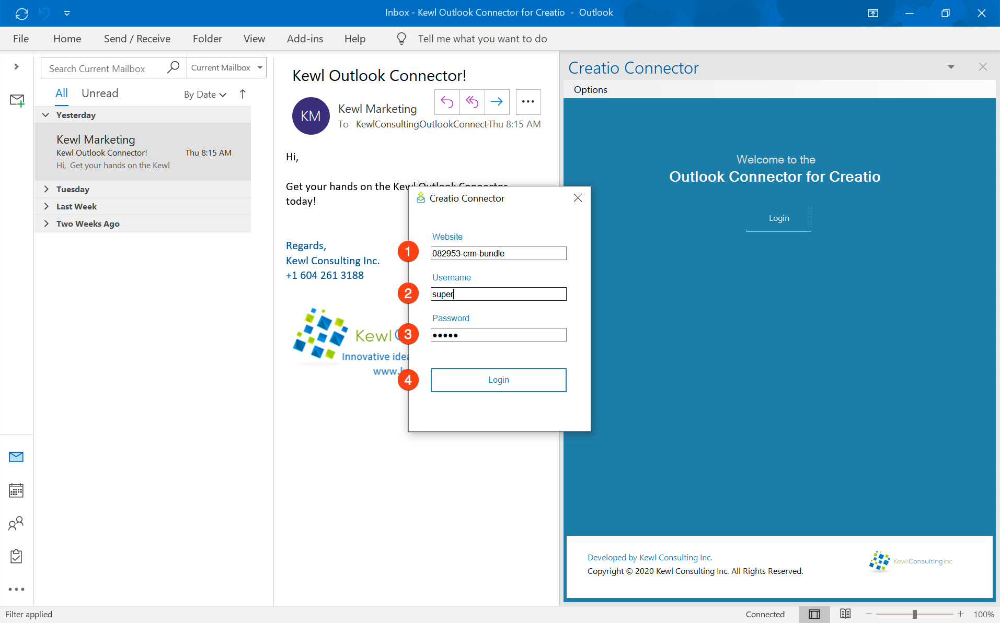 Inbox - Kewl Outlook Connector for Creatio - Outlook
File Home Send / Receive Folder View Add-ins Help Tell me what you want to do
Search Current Mailbox Current Mailbox
All Unread By Date
Yesterday
Kewl Marketing
Kewl Outlook Connector! Thu 8:15 AM
Hi, Get your hands on the Kewl
Tuesday
Last Week
Two Weeks Ago
Kewl Outlook Connector!
KM
Kewl Marketing
To KewlConsultingOutlookConnect Thu 8:15 AM
Hi,
Get your hands on the Kewl Outlook Connector
today!
Regards,
Kewl Consulting Inc.
+1 604 261 3188
Kewl
Innovative
www.
Creatio Connector
Website
1 082953-crm-bundle
Username
2 super
Password
3 •••••
4 Login
Creatio Connector
Options
Welcome to the
Outlook Connector for Creatio
Login
Developed by Kewl Consulting Inc.
Copyright © 2020 Kewl Consulting Inc. All Rights Reserved.
KewlConsultingInc
Filter applied Connected 100%